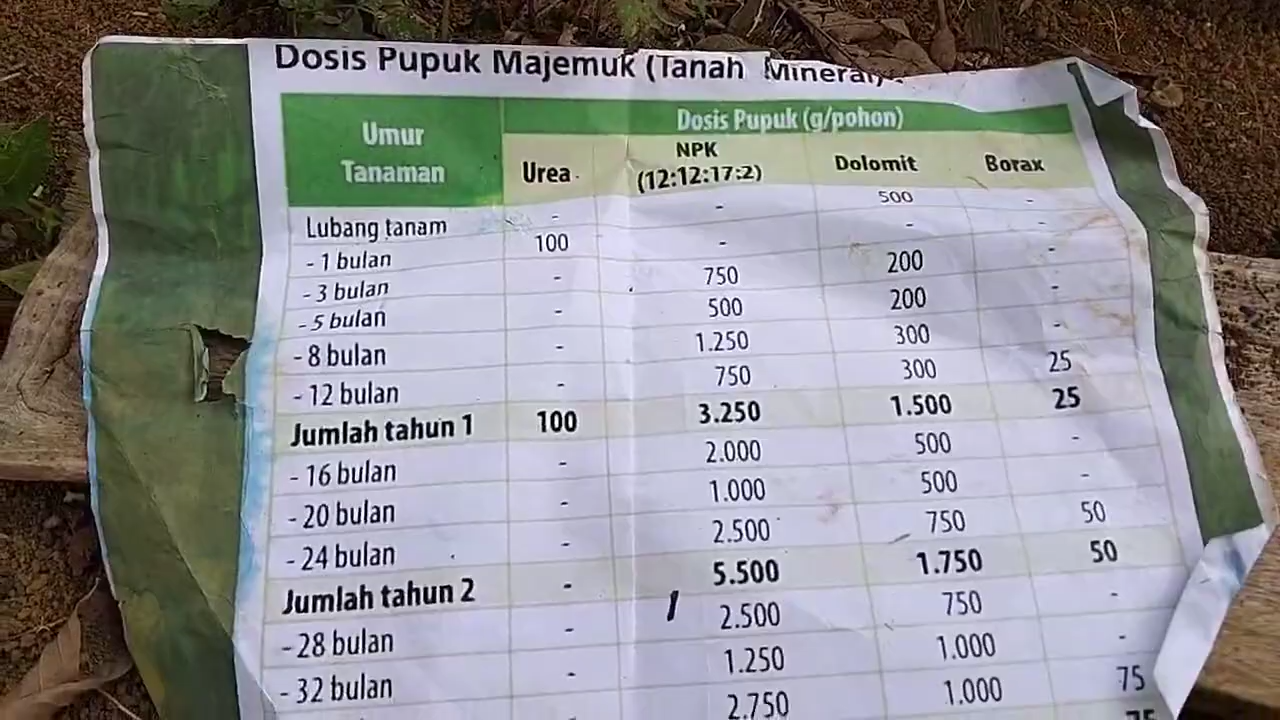 Dosis Pupuk Majemuk (Tanah Mineral)
Umur Tanaman
Dosis Pupuk (g/pohon)
Urea NPK (12:12:17:2) Dolomit Borax
Lubang tanam - - 500 -
- 1 bulan 100 - - -
- 3 bulan - 750 200 -
- 5 bulan - 500 200 -
- 8 bulan - 1.250 300 -
- 12 bulan - 750 300 25
Jumlah tahun 1 100 3.250 1.500 25
- 16 bulan - 2.000 500 -
- 20 bulan - 1.000 500 -
- 24 bulan - 2.500 750 50
Jumlah tahun 2 - 5.500 1.750 50
- 28 bulan - 2.500 750 -
- 32 bulan - 1.250 1.000 -
2.750 1.000 75